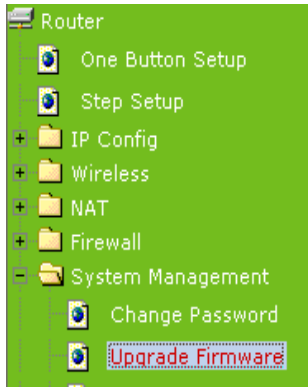 Router
One Button Setup
Step Setup
IP Config
Wireless
NAT
Firewall
System Management
Change Password
Upgrade Firmware